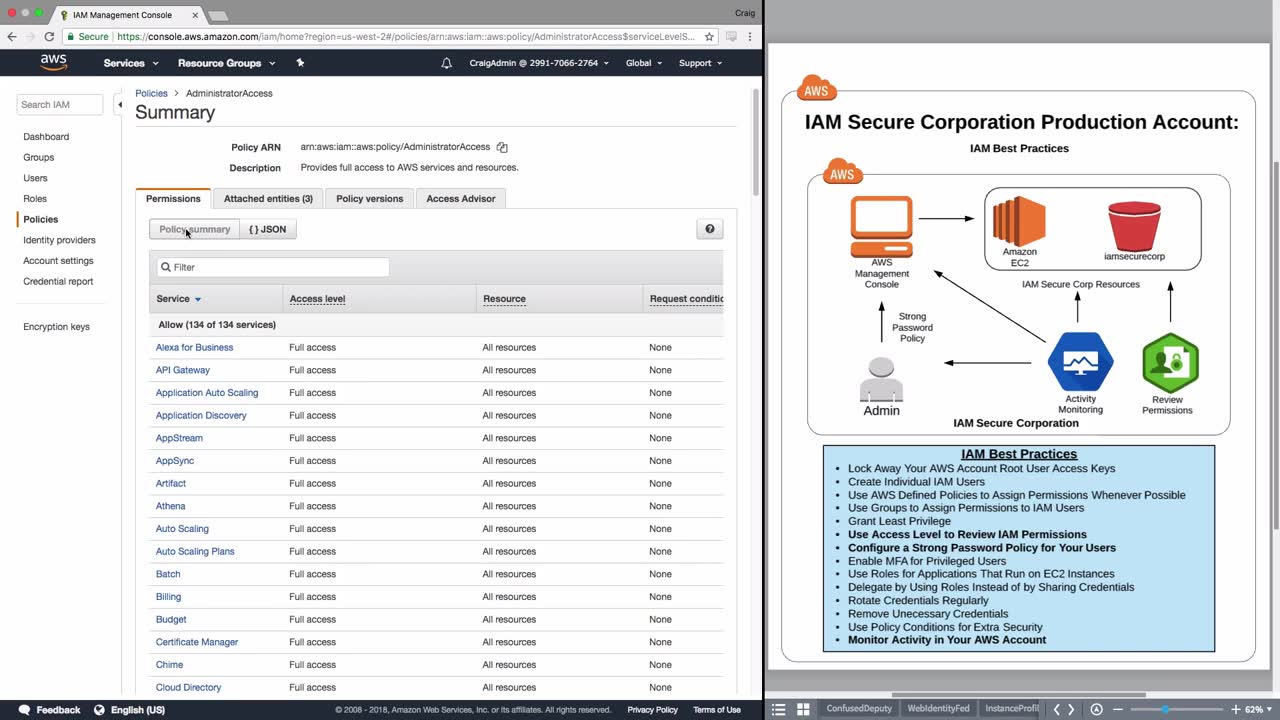 IAM Management Console
Craig
Secure | https://console.aws.amazon.com/iam/home?region=us-west-2#/policies/arn:aws:iam::aws:policy/AdministratorAccess$serviceLevelS...
aws
Services
Resource Groups
CraigAdmin @ 2991-7066-2764
Global
Support
Search IAM
Dashboard
Groups
Users
Roles
Policies
Identity providers
Account settings
Credential report
Encryption keys
Policies > AdministratorAccess
Summary
Policy ARN arn:aws:iam::aws:policy/AdministratorAccess
Description Provides full access to AWS services and resources.
Permissions
Attached entities (3)
Policy versions
Access Advisor
Policy summary
{ } JSON
?
Filter
Service Access level Resource Request conditic
Allow (134 of 134 services)
Alexa for Business Full access All resources None
API Gateway Full access All resources None
Application Auto Scaling Full access All resources None
Application Discovery Full access All resources None
AppStream Full access All resources None
AppSync Full access All resources None
Artifact Full access All resources None
Athena Full access All resources None
Auto Scaling Full access All resources None
Auto Scaling Plans Full access All resources None
Batch Full access All resources None
Billing Full access All resources None
Budget Full access All resources None
Certificate Manager Full access All resources None
Chime Full access All resources None
Cloud Directory Full access All resources None
Feedback
English (US)
© 2008 - 2018, Amazon Web Services, Inc. or its affiliates. All rights reserved.
Privacy Policy
Terms of Use
AWS
IAM Secure Corporation Production Account:
IAM Best Practices
AWS
AWS
Management
Console
Amazon
EC2
iamsecurecorp
IAM Secure Corp Resources
Strong
Password
Policy
Admin
Activity
Monitoring
Review
Permissions
IAM Secure Corporation
IAM Best Practices
• Lock Away Your AWS Account Root User Access Keys
• Create Individual IAM Users
• Use AWS Defined Policies to Assign Permissions Whenever Possible
• Use Groups to Assign Permissions to IAM Users
• Grant Least Privilege
• Use Access Level to Review IAM Permissions
• Configure a Strong Password Policy for Your Users
• Enable MFA for Privileged Users
• Use Roles for Applications That Run on EC2 Instances
• Delegate by Using Roles Instead of by Sharing Credentials
• Rotate Credentials Regularly
• Remove Unecessary Credentials
• Use Policy Conditions for Extra Security
• Monitor Activity in Your AWS Account
ConfusedDeputy
WebIdentityFed
InstanceProfil
62%